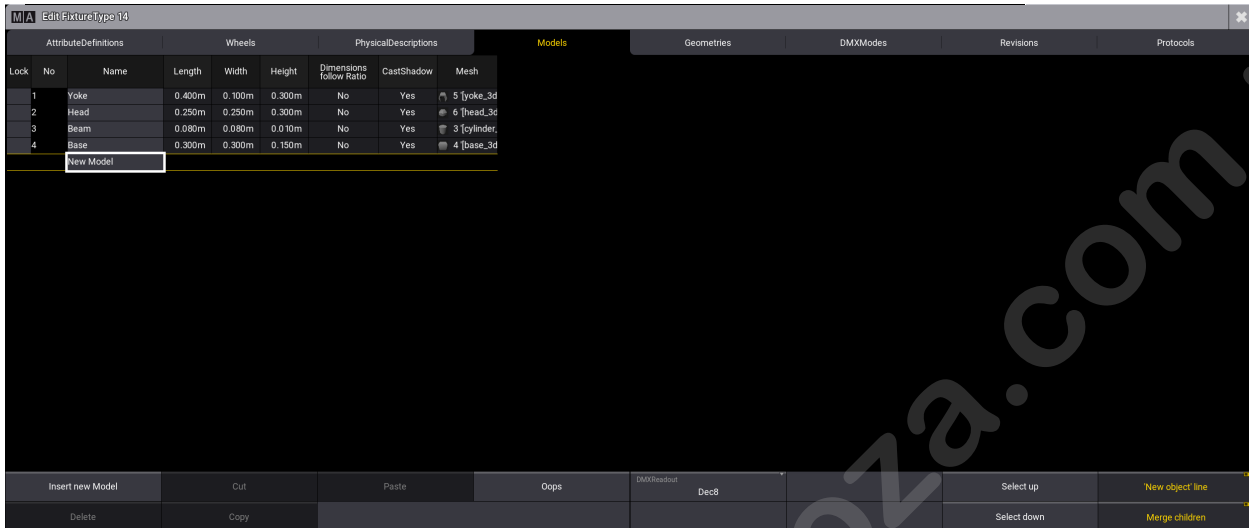 MA Edit FixtureType 14
AttributeDefinitions Wheels PhysicalDescriptions Models Geometries DMXModes Revisions Protocols
Lock No Name Length Width Height Dimensions follow Ratio CastShadow Mesh
1 Yoke 0.400m 0.100m 0.300m No Yes 5 '[yoke_3d
2 Head 0.250m 0.250m 0.300m No Yes 6 '[head_3d
3 Beam 0.080m 0.080m 0.010m No Yes 3 '[cylinder,
4 Base 0.300m 0.300m 0.150m No Yes 4 '[base_3d
New Model
Insert new Model Cut Paste Oops DMXReadout Dec8 Select up 'New object' line
Delete Copy Select down Merge children
oza.com